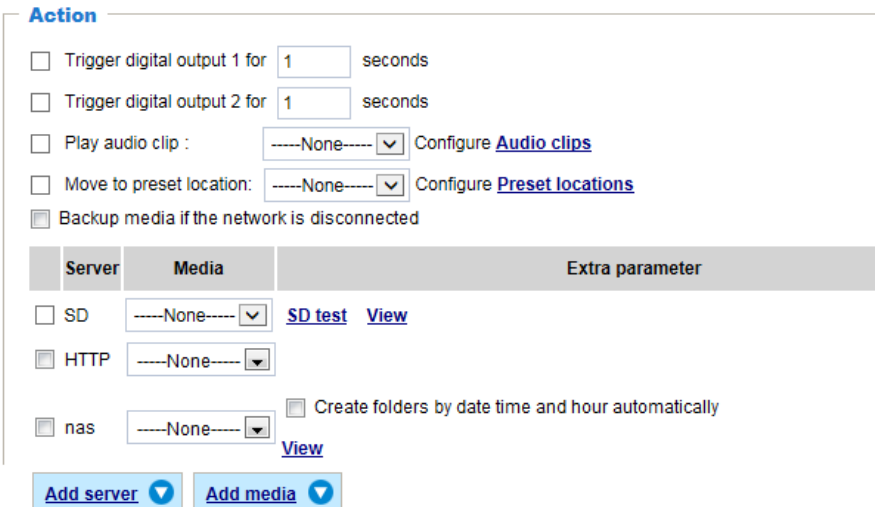 Action
Trigger digital output 1 for 1 seconds
Trigger digital output 2 for 1 seconds
Play audio clip : -----None----- Configure Audio clips
Move to preset location: -----None----- Configure Preset locations
Backup media if the network is disconnected
Server Media Extra parameter
SD -----None----- SD test View
HTTP -----None-----
Create folders by date time and hour automatically
nas -----None-----
View
Add server Add media